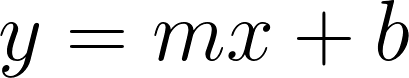 y = mx + b